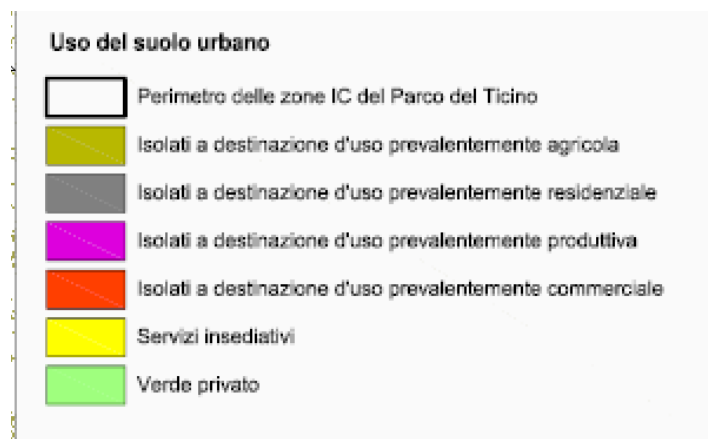 Uso del suolo urbano
Perimetro delle zone IC del Parco del Ticino
Isolati a destinazione d'uso prevalentemente agricola
Isolati a destinazione d'uso prevalentemente residenziale
Isolati a destinazione d'uso prevalentemente produttiva
Isolati a destinazione d'uso prevalentemente commerciale
Servizi insediativi
Verde privato